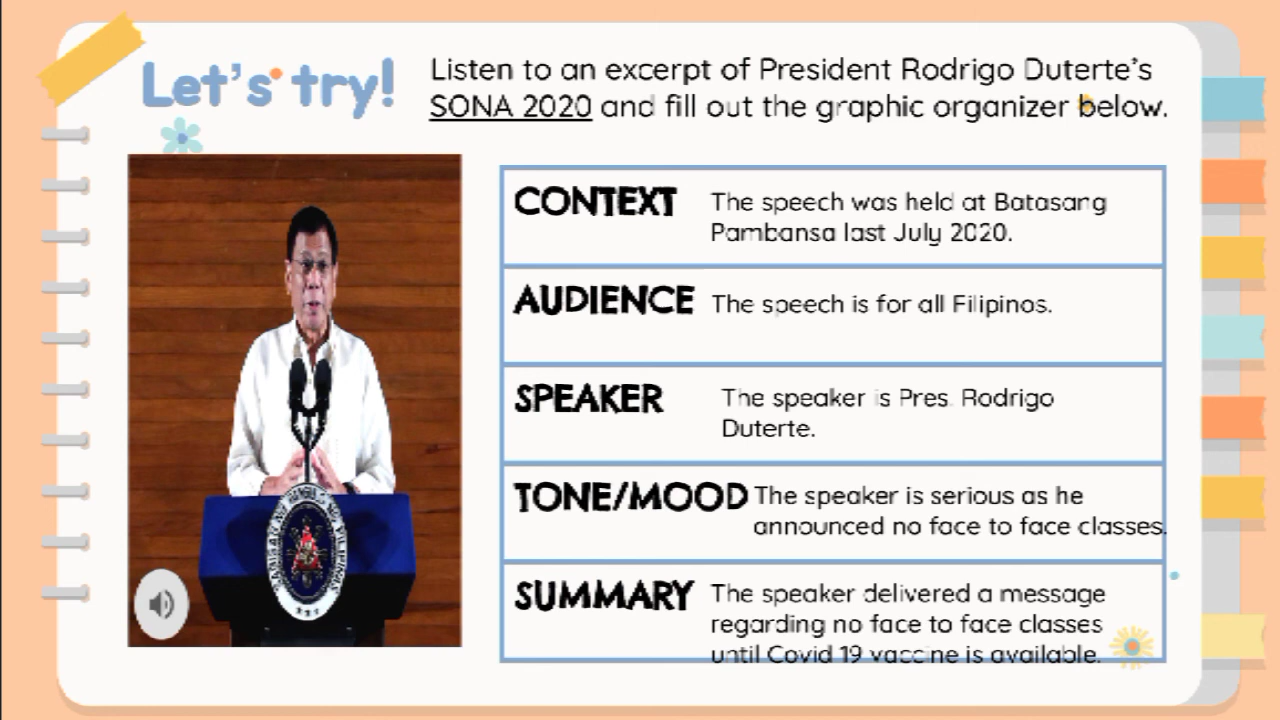 Let's try!
Listen to an excerpt of President Rodrigo Duterte's
SONA 2020 and fill out the graphic organizer below.
CONTEXT
The speech was held at Batasang
Pambansa last July 2020.
AUDIENCE
The speech is for all Filipinos.
SPEAKER
The speaker is Pres. Rodrigo
Duterte.
TONE/MOOD
The speaker is serious as he
announced no face to face classes.
SUMMARY
The speaker delivered a message
regarding no face to face classes
until Covid 19 vaccine is available.